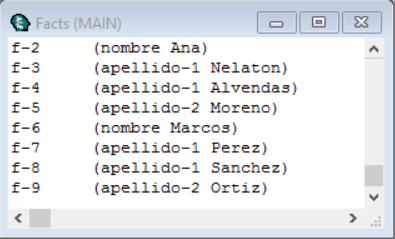 Facts (MAIN)
f-2 (nombre Ana)
f-3 (apellido-1 Nelaton)
f-4 (apellido-1 Alvendas)
f-5 (apellido-2 Moreno)
f-6 (nombre Marcos)
f-7 (apellido-1 Perez)
f-8 (apellido-1 Sanchez)
f-9 (apellido-2 Ortiz)